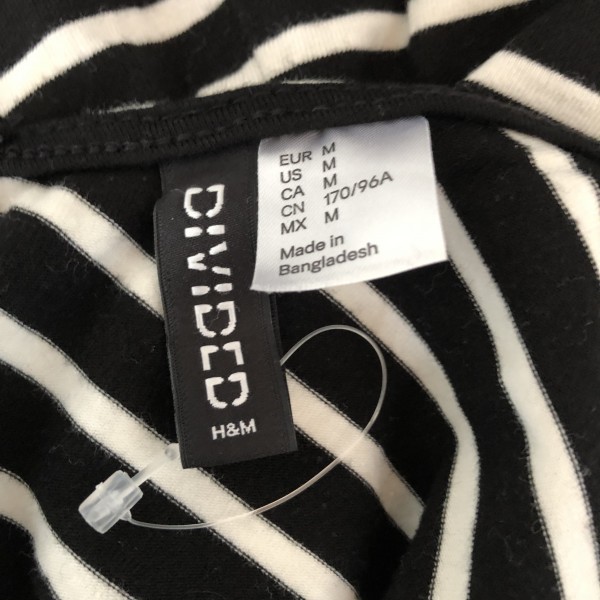 EUR M
US M
CA M
CN 170/96A
MX M
Made in
Bangladesh
DIVIDED
H&M